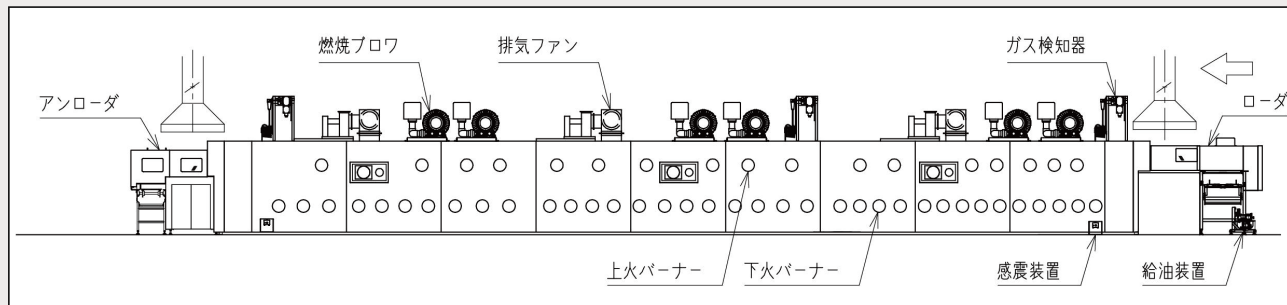 燃焼ブロワ
排気ファン
ガス検知器
アンローダ
ローダ
上火バーナー
下火バーナー
感震装置
給油装置